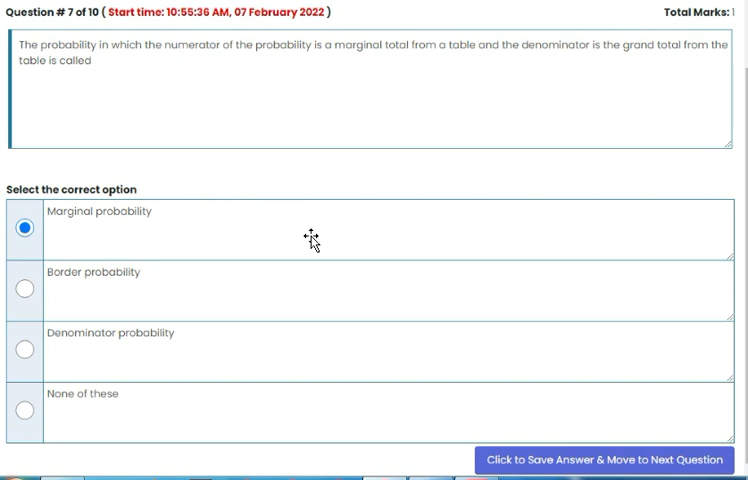 Question # 7 of 10 ( Start time: 10:55:36 AM, 07 February 2022 ) Total Marks: 1
The probability in which the numerator of the probability is a marginal total from a table and the denominator is the grand total from the
table is called
Select the correct option
Marginal probability
Border probability
Denominator probability
None of these
Click to Save Answer & Move to Next Question